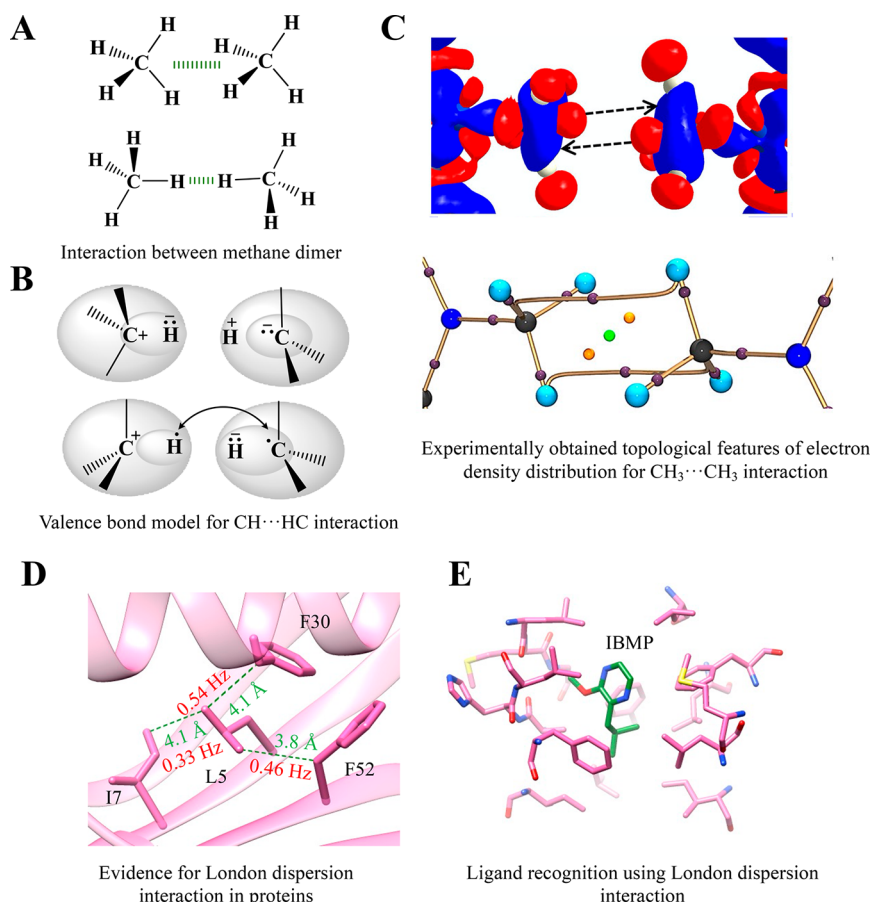 A
H
H
H
C
H
H
H
C
H
H
H
H
C
H
H
H
C
H
H
H
Interaction between methane dimer
B
C+
H
−
H
+
−
C
C
+
H
H
−
C
Valence bond model for CH···HC interaction
C
Experimentally obtained topological features of electron
density distribution for CH₃···CH₃ interaction
D
F30
0.54 Hz
4.1 Å
4.1 Å
0.33 Hz
3.8 Å
0.46 Hz
L5
F52
I7
Evidence for London dispersion
interaction in proteins
E
IBMP
Ligand recognition using London dispersion
interaction